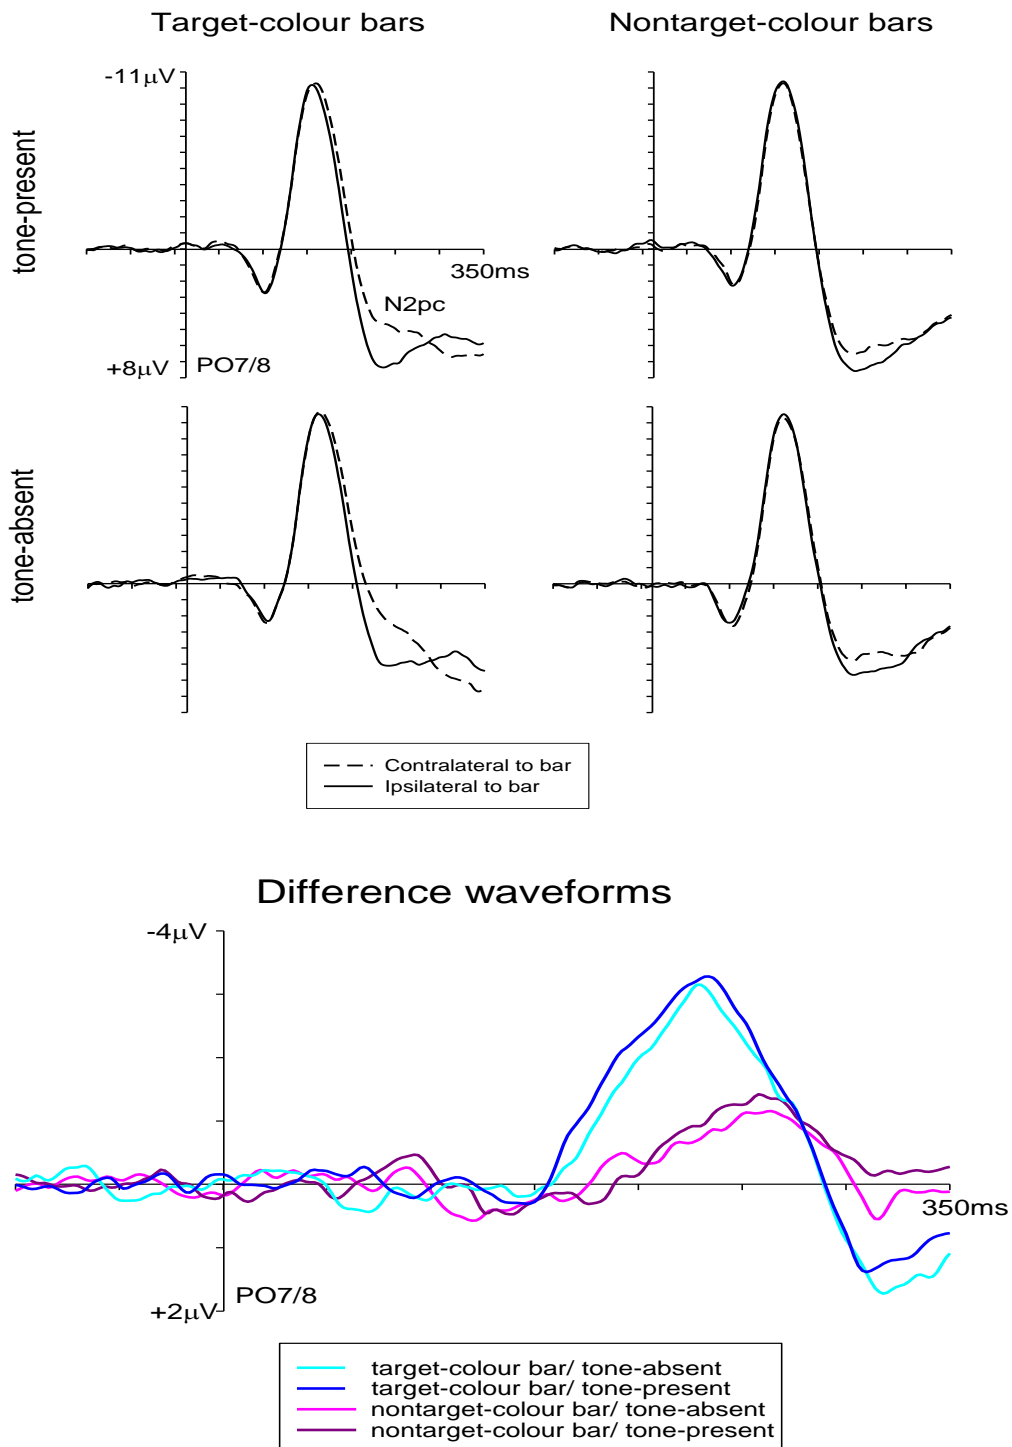 Target-colour bars
Nontarget-colour bars
-11μV
tone-present
350ms
N2pc
+8μV
PO7/8
tone-absent
Contralateral to bar
Ipsilateral to bar
Difference waveforms
-4μV
350ms
PO7/8
+2μV
target-colour bar/ tone-absent
target-colour bar/ tone-present
nontarget-colour bar/ tone-absent
nontarget-colour bar/ tone-present